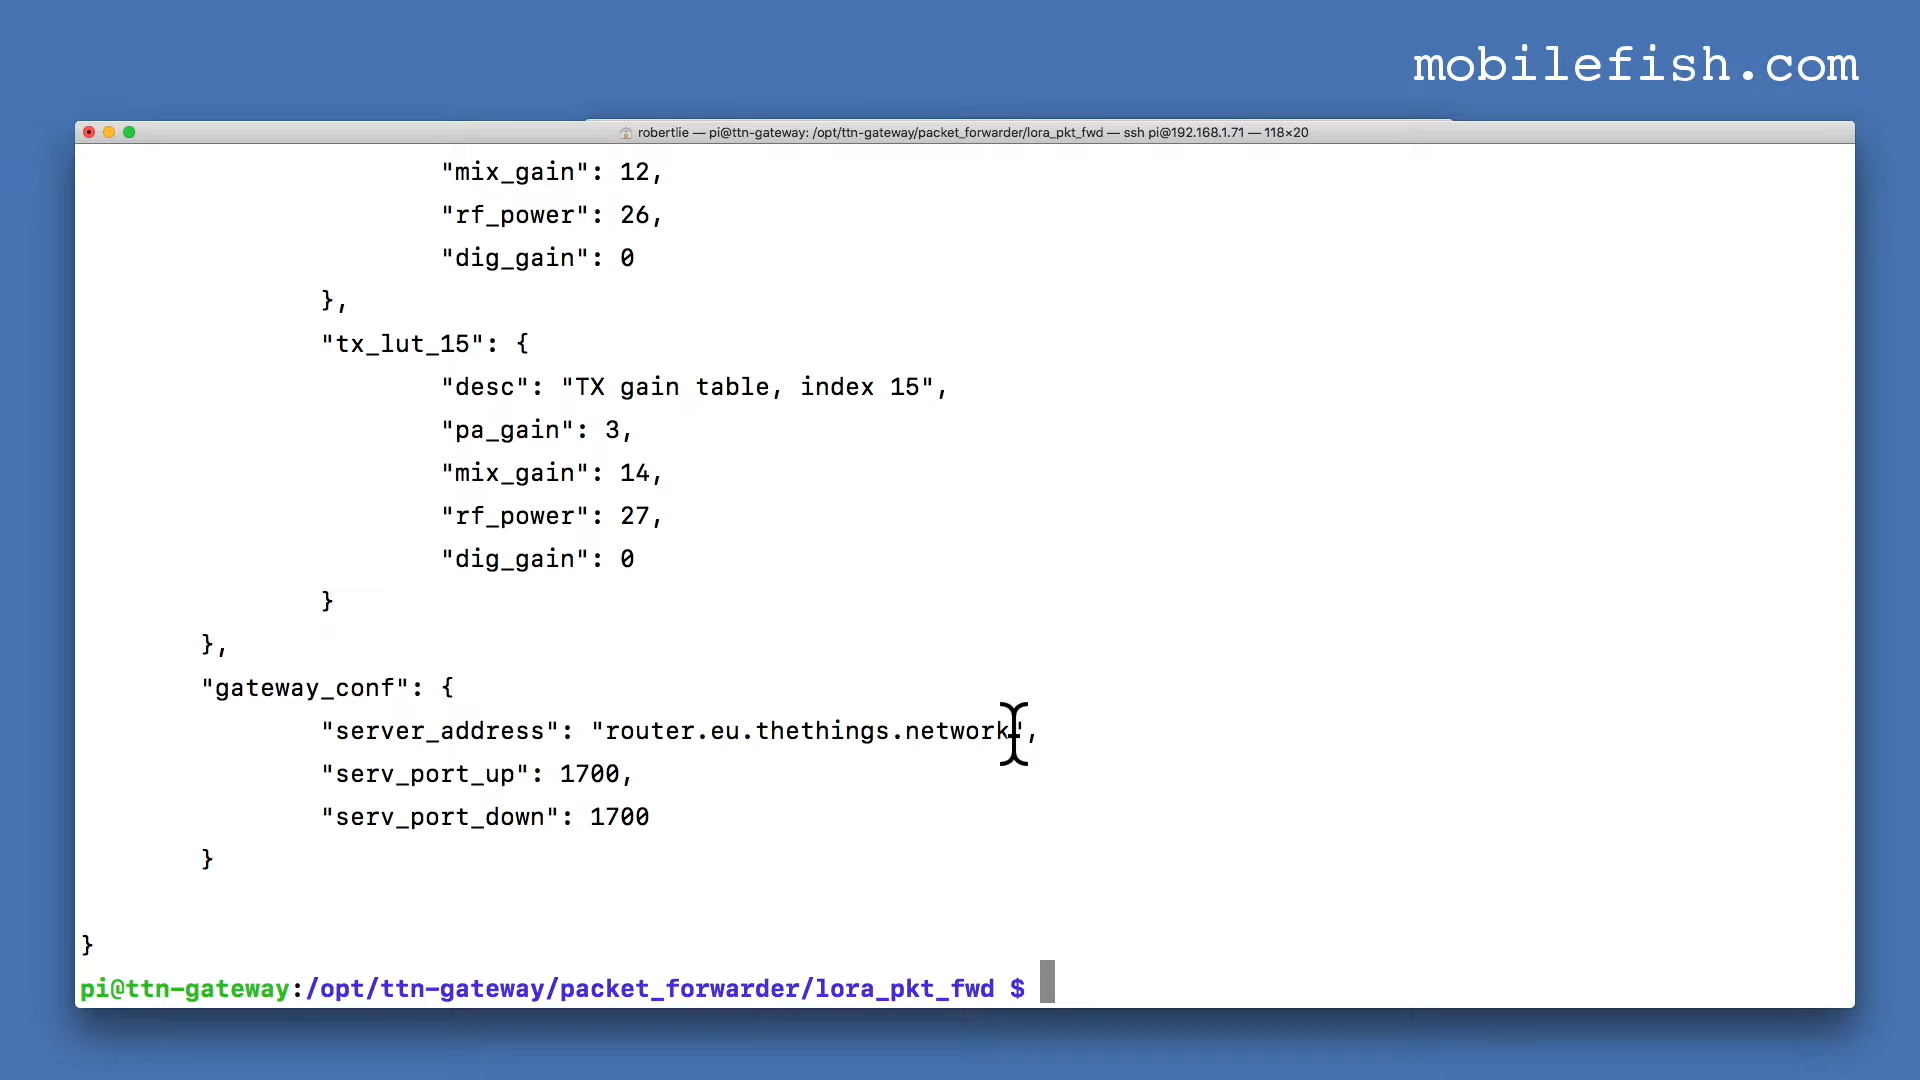 mobilefish.com
robertlie — pi@ttn-gateway: /opt/ttn-gateway/packet_forwarder/lora_pkt_fwd — ssh pi@192.168.1.71 — 118×20
"mix_gain": 12,
"rf_power": 26,
"dig_gain": 0
},
"tx_lut_15": {
"desc": "TX gain table, index 15",
"pa_gain": 3,
"mix_gain": 14,
"rf_power": 27,
"dig_gain": 0
}
},
"gateway_conf": {
"server_address": "router.eu.thethings.network",
"serv_port_up": 1700,
"serv_port_down": 1700
}
}
pi@ttn-gateway:/opt/ttn-gateway/packet_forwarder/lora_pkt_fwd $